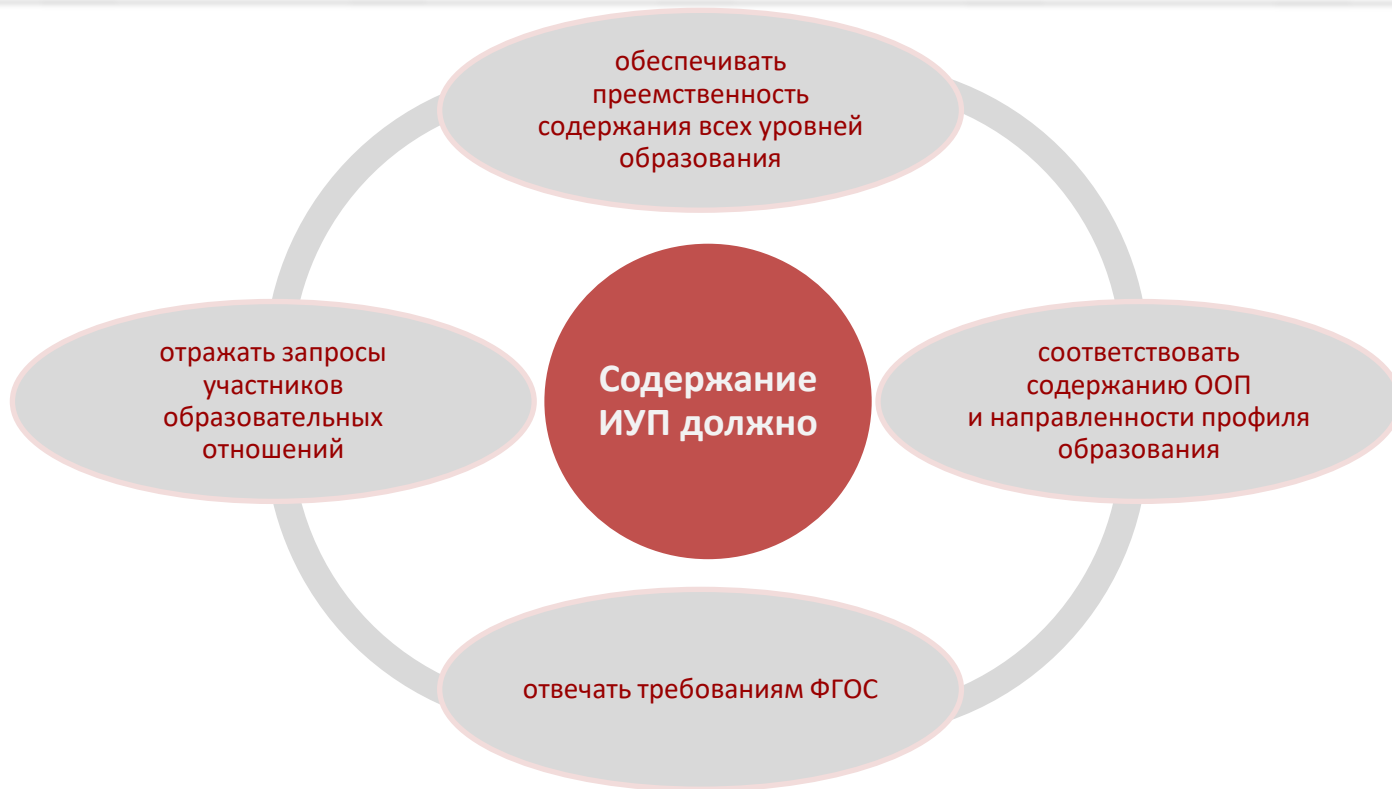 обеспечивать
преемственность
содержания всех уровней
образования
отражать запросы
участников
образовательных
отношений
Содержание
ИУП должно
соответствовать
содержанию ООП
и направленности профиля
образования
отвечать требованиям ФГОС